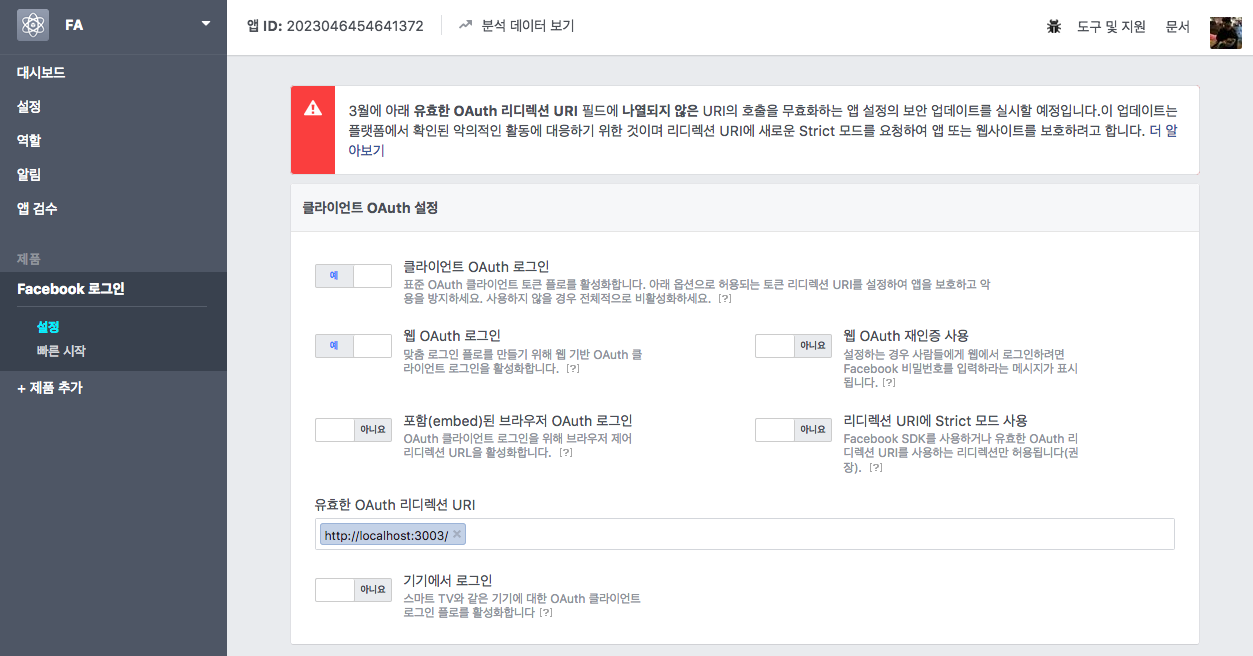 FA
앱 ID: 2023046454641372
분석 데이터 보기
도구 및 지원
문서
대시보드
설정
역할
알림
앱 검수
제품
Facebook 로그인
설정
빠른 시작
+ 제품 추가
3월에 아래 유효한 OAuth 리디렉션 URI 필드에 나열되지 않은 URI의 호출을 무효화하는 앱 설정의 보안 업데이트를 실시할 예정입니다.이 업데이트는
플랫폼에서 확인된 악의적인 활동에 대응하기 위한 것이며 리디렉션 URI에 새로운 Strict 모드를 요청하여 앱 또는 웹사이트를 보호하려고 합니다. 더 알
아보기
클라이언트 OAuth 설정
예
클라이언트 OAuth 로그인
표준 OAuth 클라이언트 토큰 플로를 활성화합니다. 아래 옵션으로 허용되는 토큰 리디렉션 URI를 설정하여 앱을 보호하고 악
용을 방지하세요. 사용하지 않을 경우 전체적으로 비활성화하세요. [?]
예
웹 OAuth 로그인
맞춤 로그인 플로를 만들기 위해 웹 기반 OAuth 클
라이언트 로그인을 활성화합니다. [?]
아니요
웹 OAuth 재인증 사용
설정하는 경우 사람들에게 웹에서 로그인하려면
Facebook 비밀번호를 입력하라는 메시지가 표시
됩니다. [?]
아니요
포함(embed)된 브라우저 OAuth 로그인
OAuth 클라이언트 로그인을 위해 브라우저 제어
리디렉션 URL을 활성화합니다. [?]
아니요
리디렉션 URI에 Strict 모드 사용
Facebook SDK를 사용하거나 유효한 OAuth 리
디렉션 URI를 사용하는 리디렉션만 허용됩니다(권
장). [?]
유효한 OAuth 리디렉션 URI
http://localhost:3003/
아니요
기기에서 로그인
스마트 TV와 같은 기기에 대한 OAuth 클라이언트
로그인 플로를 활성화합니다 [?]